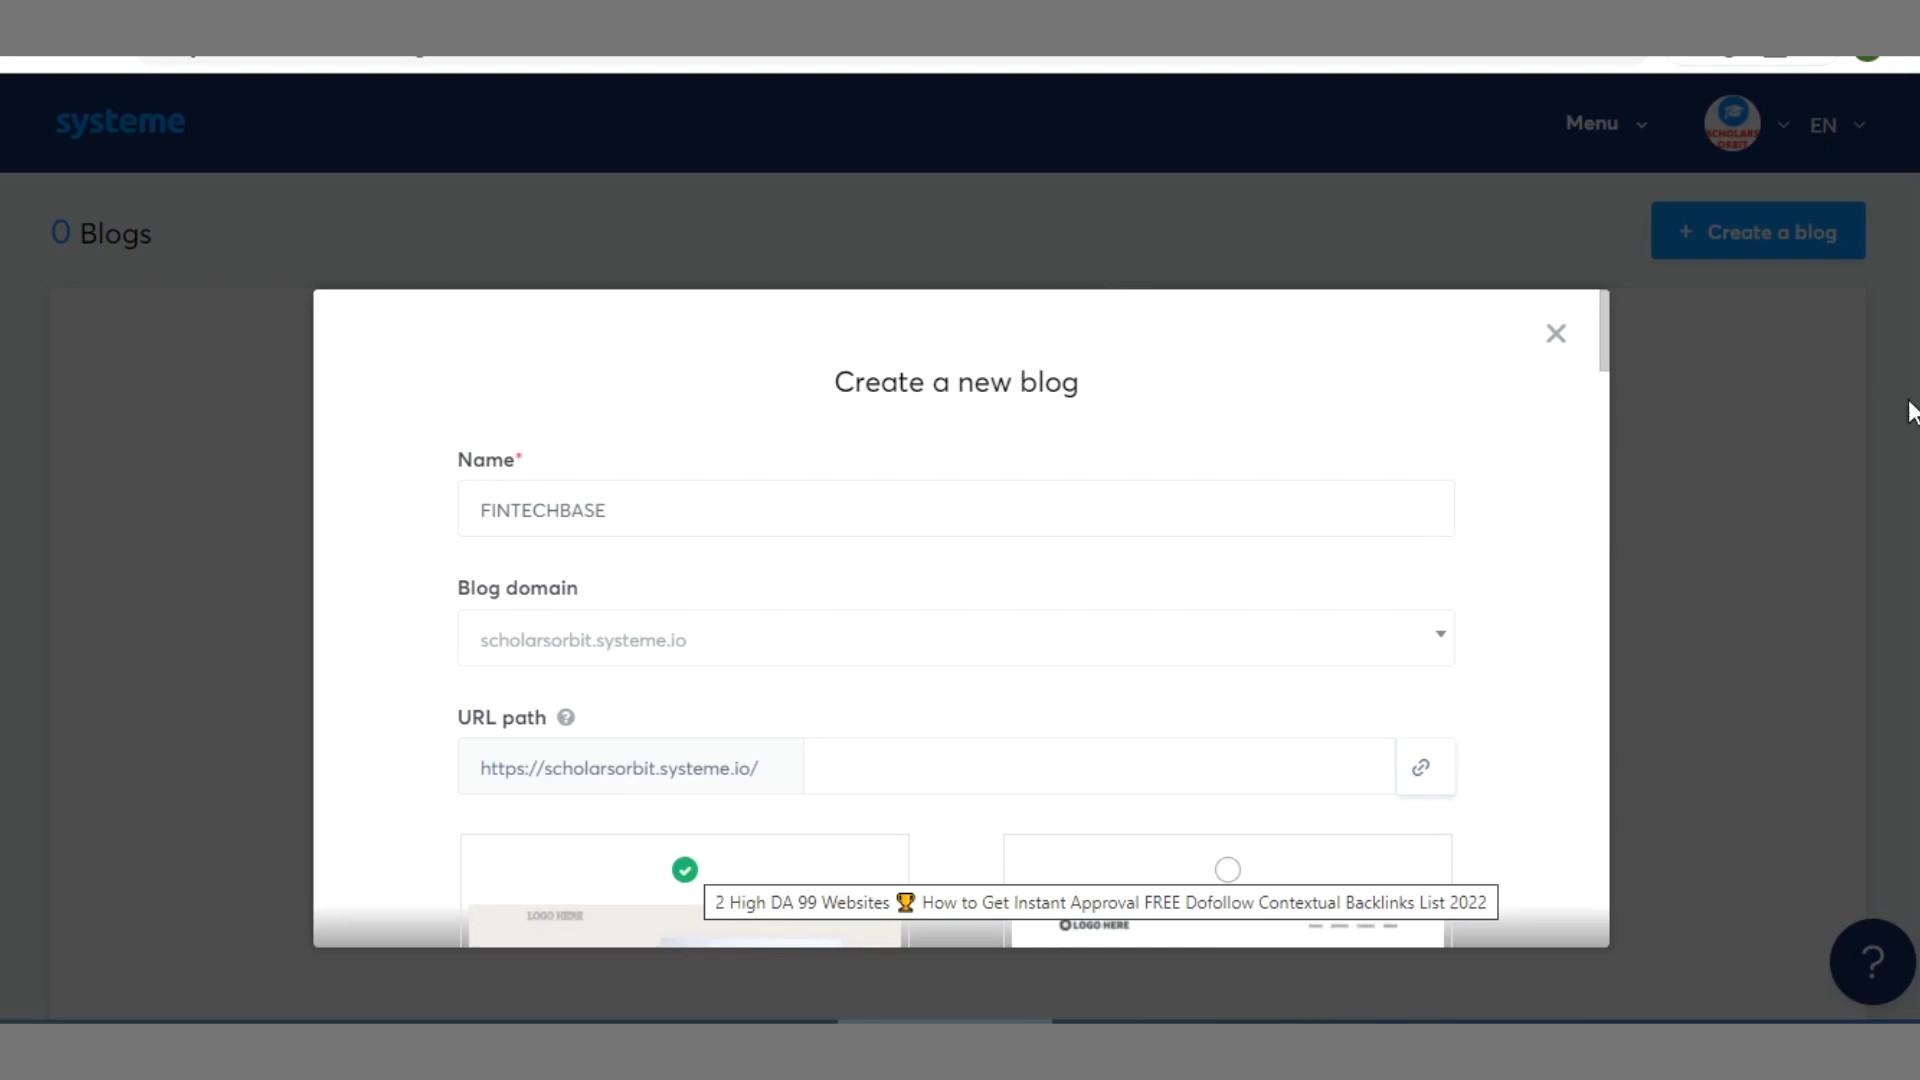 systeme
Menu
EN
SCHOLARS
ORBIT
0 Blogs
+ Create a blog
Create a new blog
Name*
FINTECHBASE
Blog domain
scholarsorbit.systeme.io
URL path ?
https://scholarsorbit.systeme.io/
2 High DA 99 Websites 🏆 How to Get Instant Approval FREE Dofollow Contextual Backlinks List 2022
LOGO HERE
LOGO HERE
?